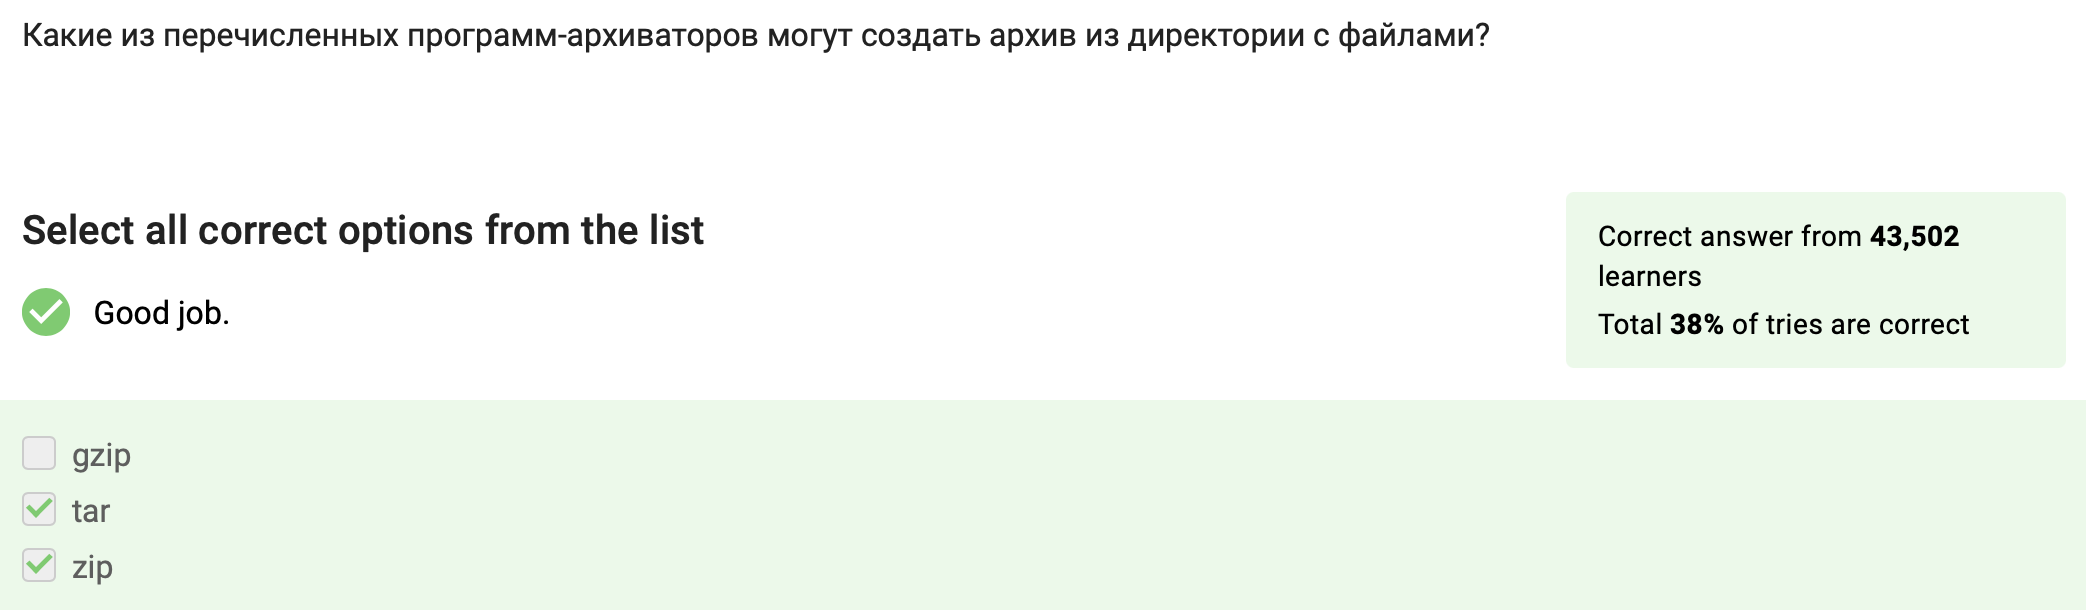 Какие из перечисленных программ-архиваторов могут создать архив из директории с файлами?
Select all correct options from the list
Good job.
Correct answer from 43,502
learners
Total 38% of tries are correct
gzip
tar
zip